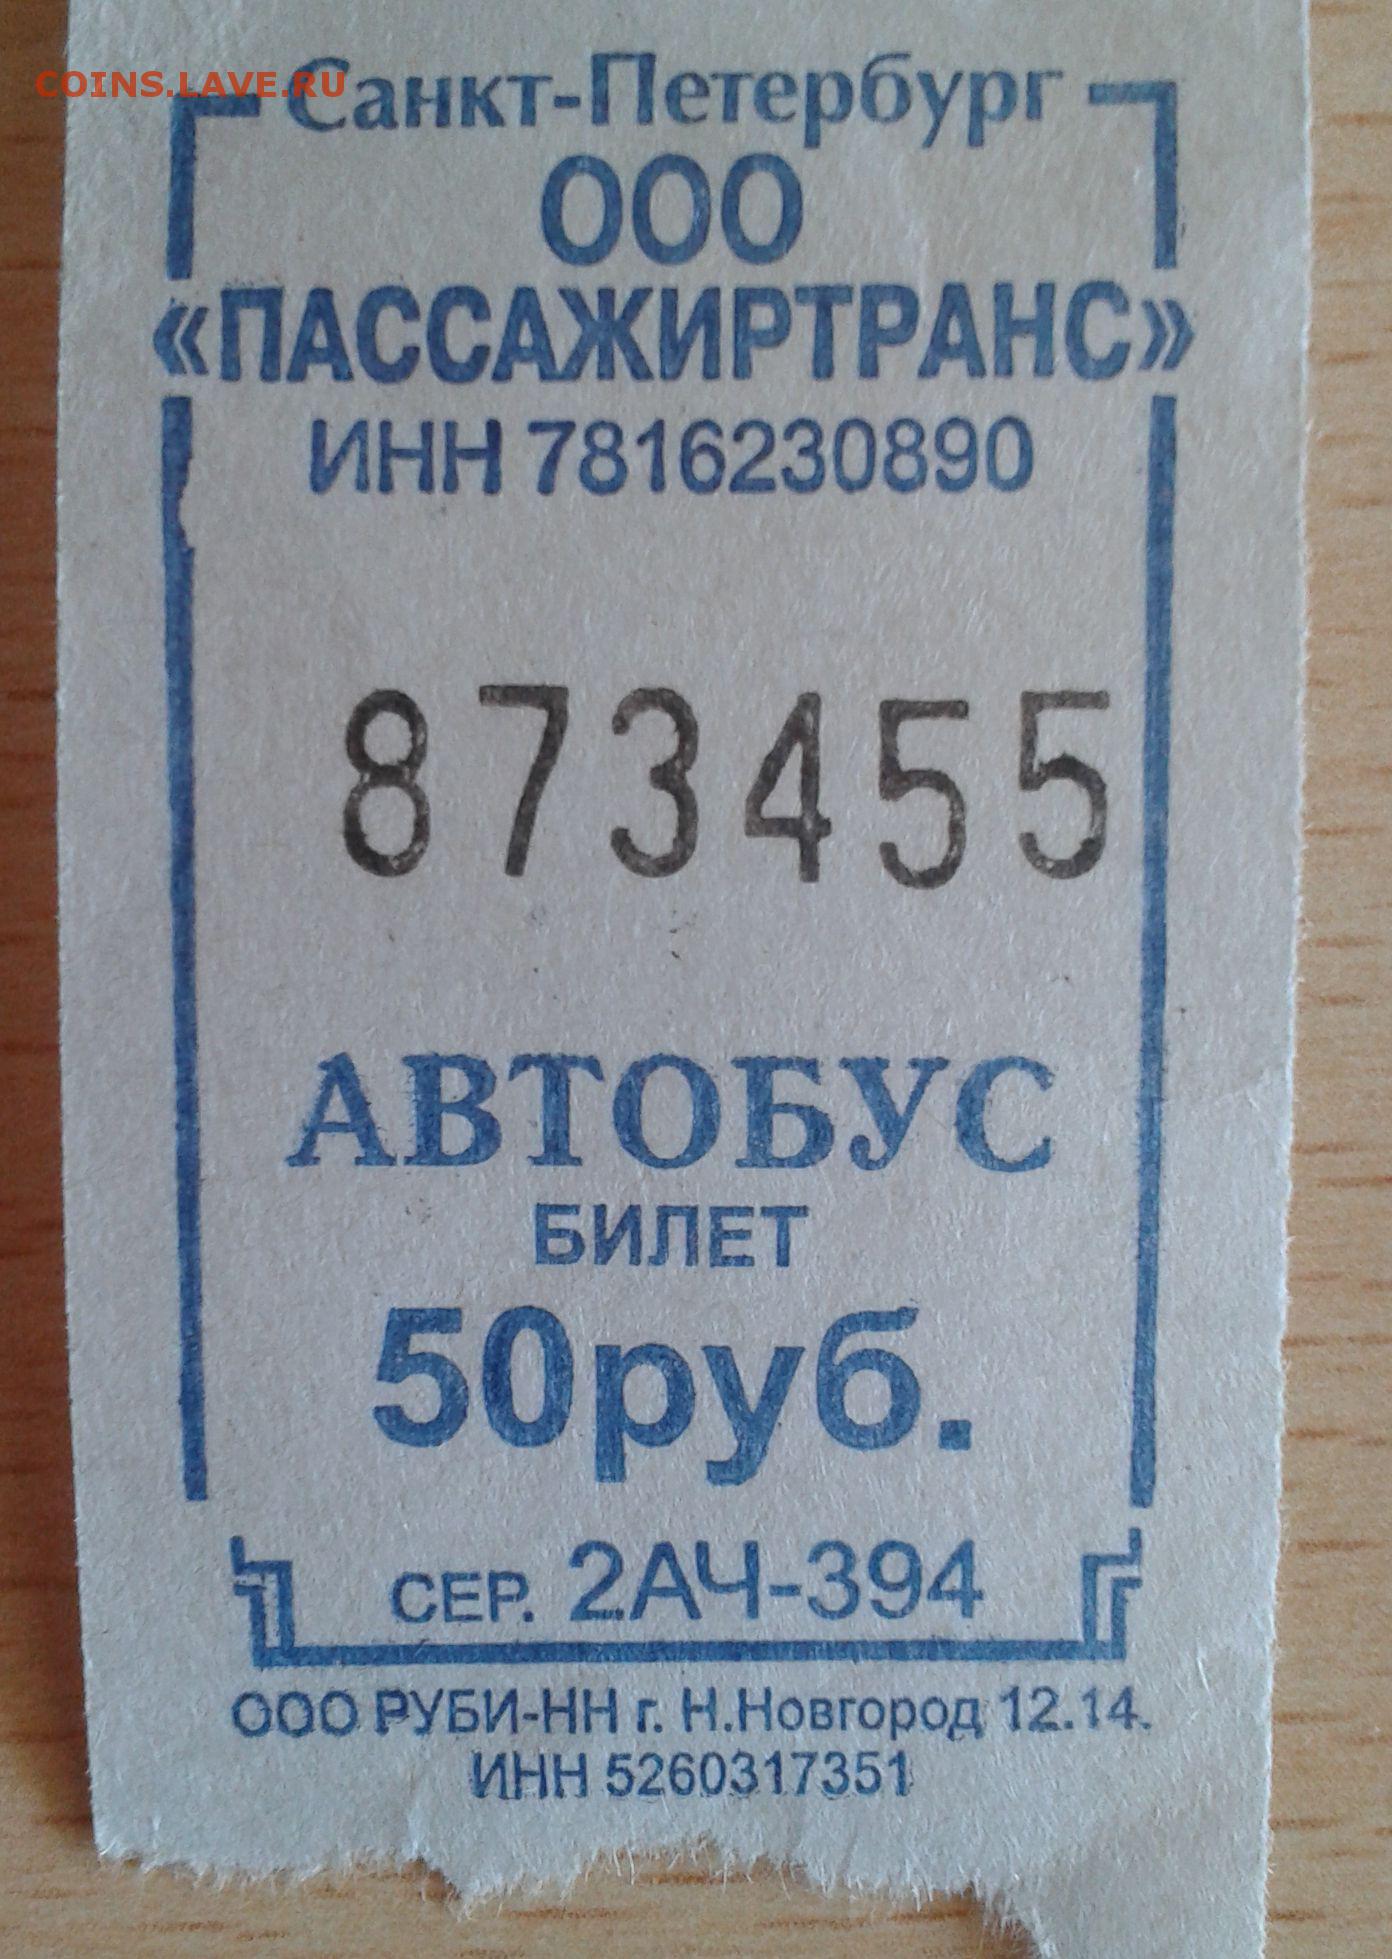 COINS.LAVE.RU
Санкт-Петербург
ООО
«ПАССАЖИРТРАНС»
ИНН 7816230890
873455
АВТОБУС
БИЛЕТ
50руб.
СЕР. 2АЧ-394
ООО РУБИ-НН г. Н.Новгород 12.14.
ИНН 5260317351